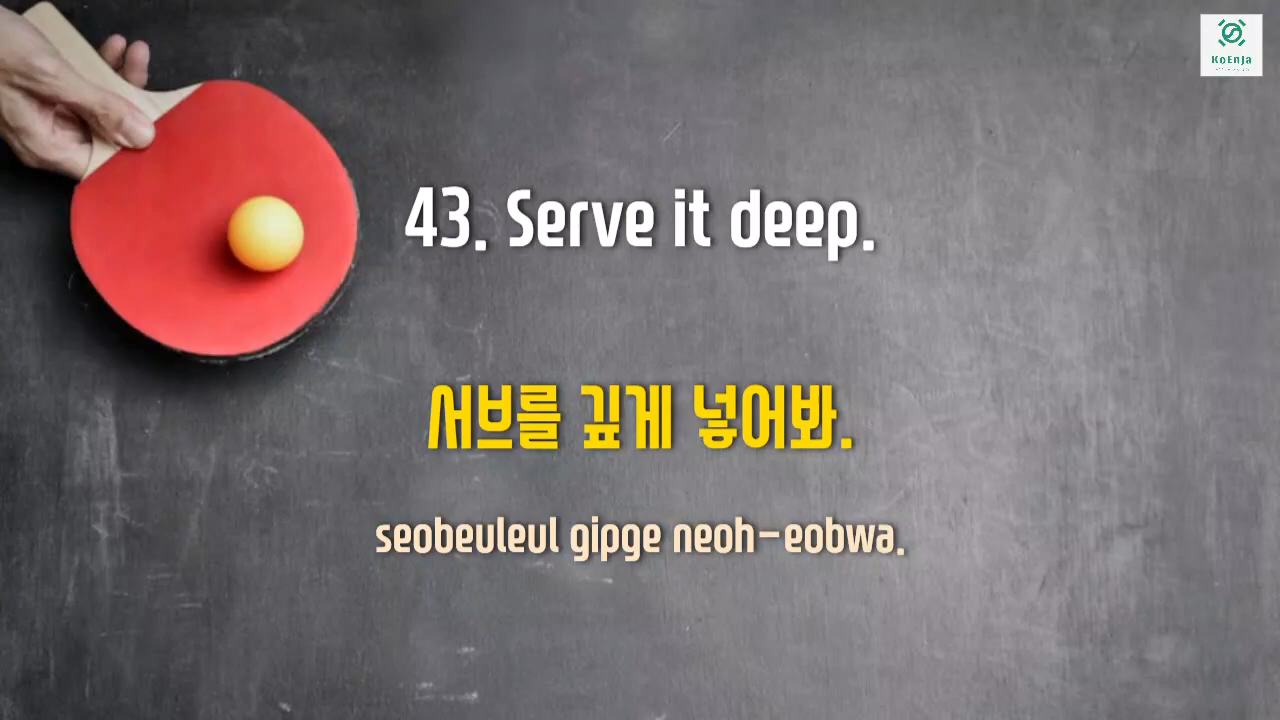 KoEnJa
43. Serve it deep.
서브를 깊게 넣어봐.
seobeuleul gipge neoh-eobwa.